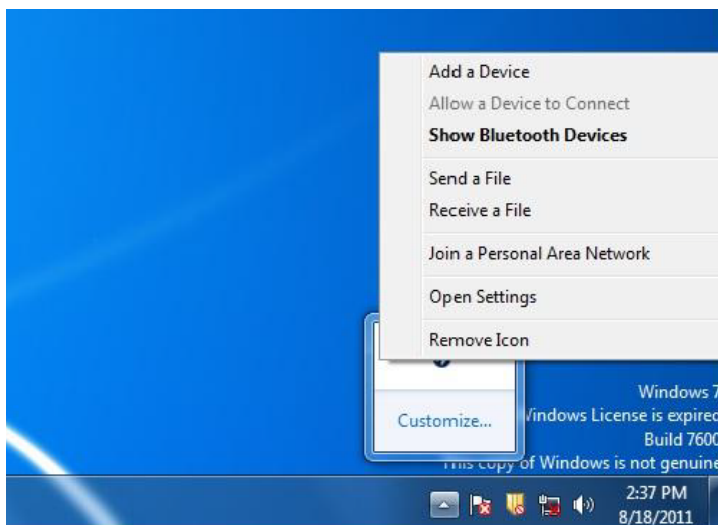 Add a Device
Allow a Device to Connect
Show Bluetooth Devices
Send a File
Receive a File
Join a Personal Area Network
Open Settings
Remove Icon
Customize...
Windows 7
Windows License is expired
Build 7600
This copy of Windows is not genuine
2:37 PM
8/18/2011